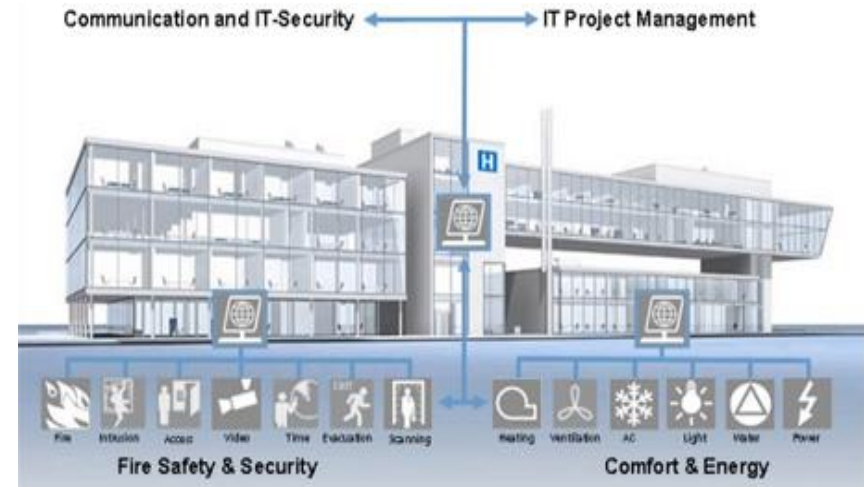 Communication and IT-Security
IT Project Management
H
EXIT
Fire
Intrusion
Access
Video
Time
Evacuation
Scanning
Heating
Ventilation
AC
Light
Water
Power
Fire Safety & Security
Comfort & Energy